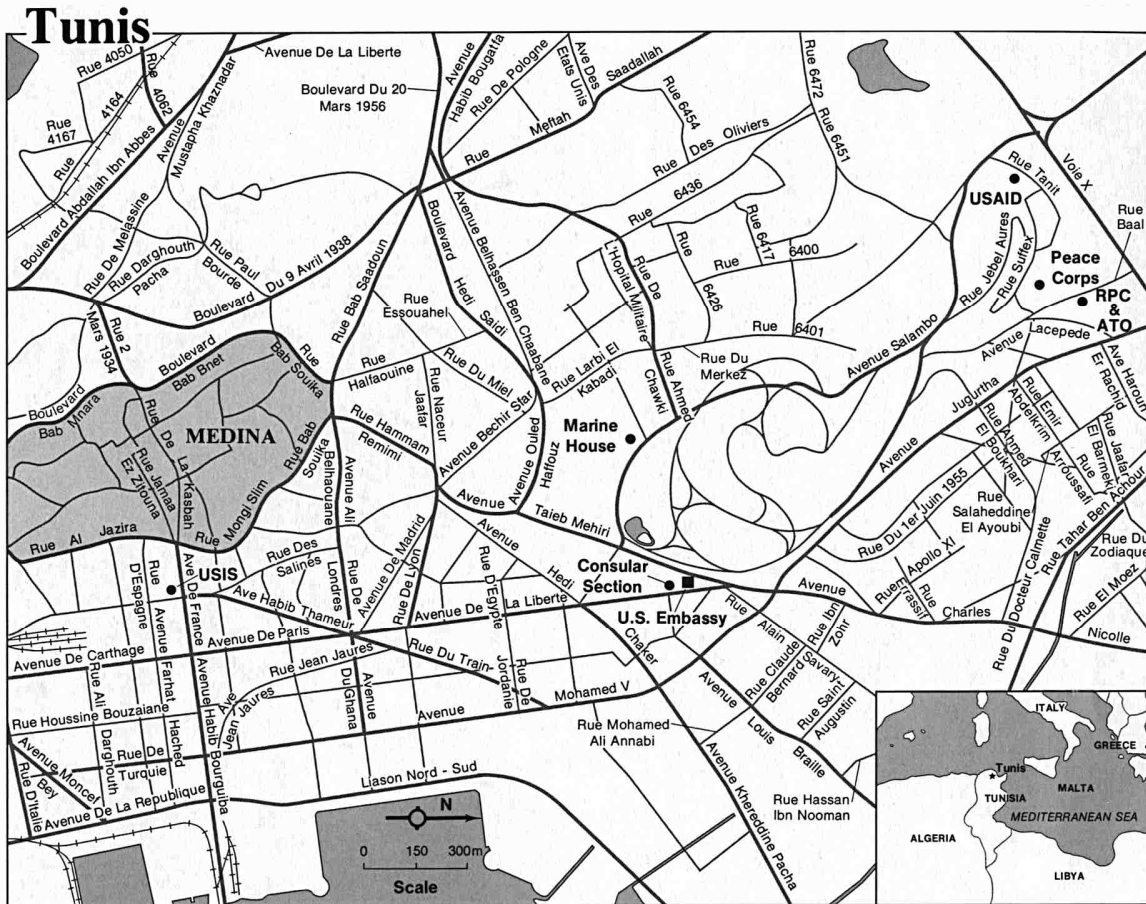 Tunis
Rue 4050
Rue 4062
Rue 4164
Rue
4167
Avenue De La Liberte
Avenue
Mustapha Khaznadar
Boulevard Abdallah Ibn Abbes
Boulevard Du 20
Mars 1956
Avenue
Habib Bougatfa
Rue De Pologne
Ave Des
Etats Unis
Rue Meftah Saadallah
Rue 6454
Rue Des Oliviers
Rue 6472
Rue 6451
Rue 6436
Rue 6417
Rue 6400
Rue 6426
Rue 6401
Rue Tanit
Voie X
USAID
Rue
Baal
Rue Jebel Aures
Rue Suffex
Peace
Corps
RPC
&
ATO
Avenue Lacepede
Avenue Salambo
Rue De Melassine
Rue Darghouth
Pacha
Rue Paul
Bourde
Boulevard Du 9 Avril 1938
Rue Bab Saadoun
Boulevard Hedi Saidi
Avenue Belhassen Ben Chaabane
Rue De
L'Hopital Militaire
Rue
Essouahel
Rue 2
Mars 1934
Boulevard
Bab Bnet
Rue
Bab Souika
Boulevard
Bab Mnara
MEDINA
Rue De La Kasbah
Rue Jamaa
Ez Zitouna
Rue Bab
Souika
Rue Mongi Slim
Rue Al Jazira
Rue
Halfaouine
Rue Du Miel
Rue Naceur
Jaafar
Rue Hammam
Remimi
Avenue Bechir Sfar
Rue Larbi El
Kabadi
Rue Ahmed
Chawki
Rue Du
Merkez
Marine
House
Avenue Ouled
Haffouz
Avenue Taieb Mehiri
Avenue Jugurtha
Ave Haroun
Er Rachid
Rue Emir
Abdelkrim
Rue Ahmed
El Boukhari
Rue Jaafar
El Barmeki
Rue
Arroussafi
Rue
Salaheddine
El Ayoubi
Rue Du 1er Juin 1955
Rue Tahar Ben Achour
Rue Du
Zodiaque
Rue El Moez
Rue Du Docteur Calmette
Rue Apollo XI
Rue
Avenue Charles Nicolle
Avenue Ali
Belhaouane
Rue De
Londres
Avenue De Madrid
Rue De Lyon
Rue Des
Salines
USIS
Rue
D'Espagne
Ave De France
Ave Habib Thameur
Avenue De Paris
Avenue De La Liberte
Rue D'Egypte
Avenue Hedi Chaker
Consular
Section
U.S. Embassy
Rue Alain Savary
Rue Ibn
Zohr
Rue Claude
Bernard
Rue Saint
Augustin
Avenue Louis Braille
Avenue De Carthage
Rue Jean Jaures
Rue Du Train
Rue De
Jordanie
Avenue
Du Ghana
Avenue Mohamed V
Rue Mohamed
Ali Annabi
Avenue Khereddine Pacha
Rue Hassan
Ibn Nooman
Rue Houssine Bouzaiane
Rue Ali
Darghouth
Avenue Farhat Hached
Avenue Habib Bourguiba
Ave
Jean Jaures
Rue De
Turquie
Avenue Moncef
Bey
Rue D'Italie
Avenue De La Republique
Liason Nord - Sud
N
0 150 300m
Scale
ITALY
GREECE
Tunis
TUNISIA
MALTA
MEDITERRANEAN SEA
ALGERIA
LIBYA